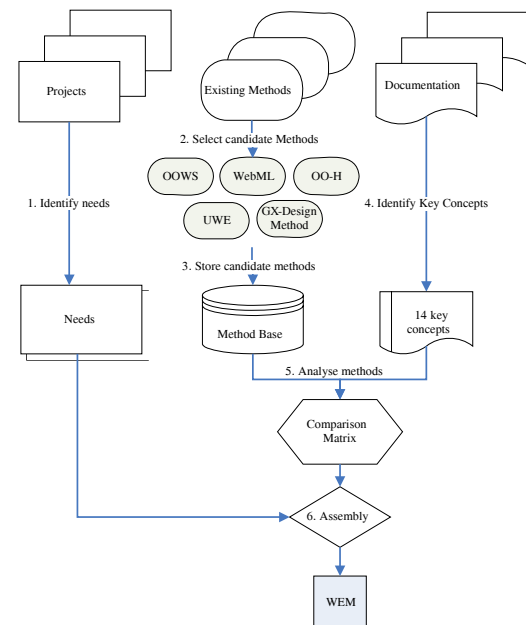 Projects
Existing Methods
Documentation
2. Select candidate Methods
OOWS
WebML
OO-H
1. Identify needs
4. Identify Key Concepts
UWE
GX-Design
Method
3. Store candidate methods
Needs
Method Base
14 key
concepts
5. Analyse methods
Comparison
Matrix
6. Assembly
WEM